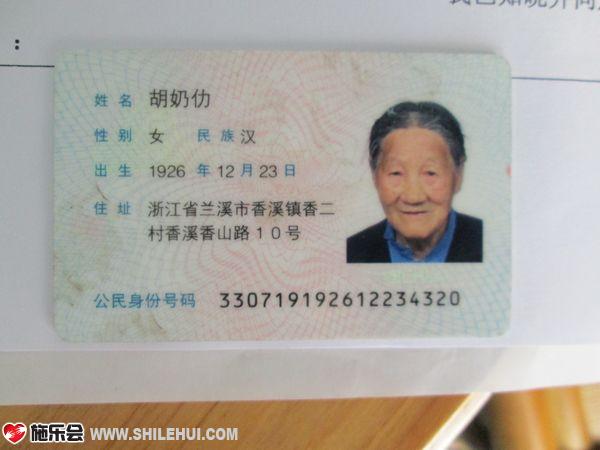 姓名 胡奶仂
性别 女 民族 汉
出生 1926 年 12 月 23 日
住址 浙江省兰溪市香溪镇香二
村香溪香山路１０号
公民身份号码 330719192612234320
施乐会 WWW.SHILEHUI.COM